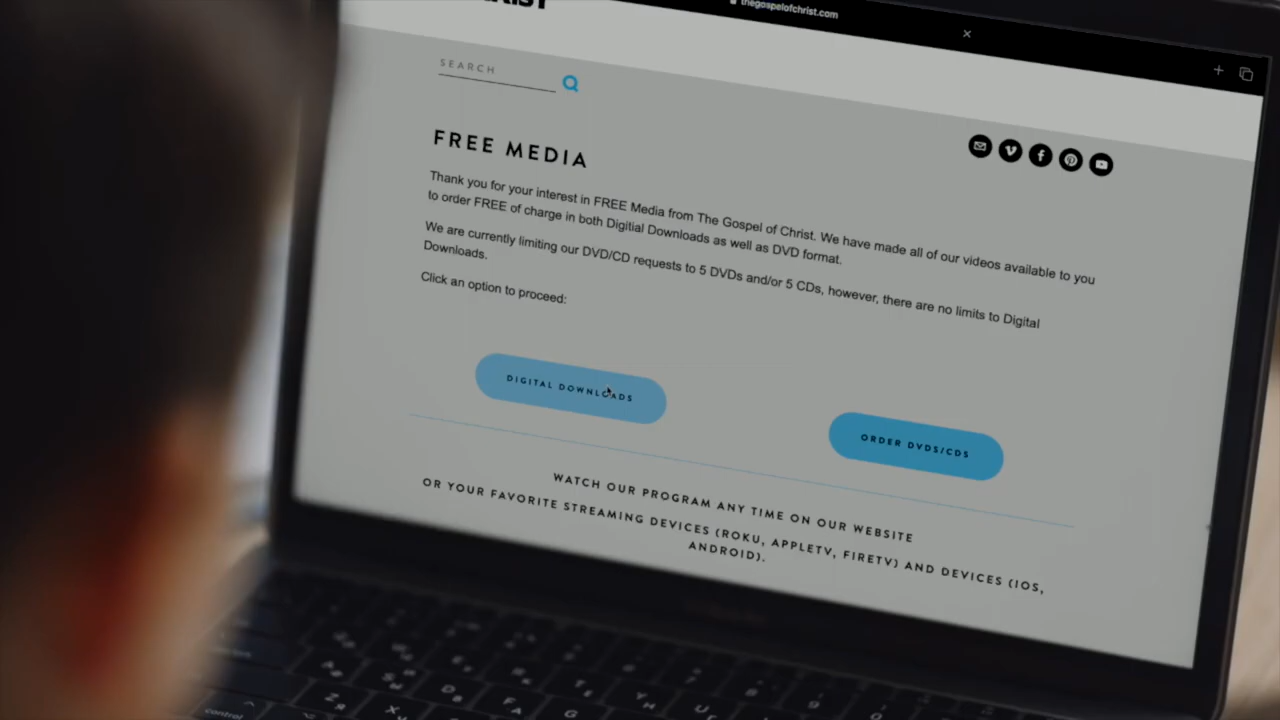 thegospelofchrist.com
SEARCH
FREE MEDIA
Thank you for your interest in FREE Media from The Gospel of Christ. We have made all of our videos available to you
to order FREE of charge in both Digitial Downloads as well as DVD format.
We are currently limiting our DVD/CD requests to 5 DVDs and/or 5 CDs, however, there are no limits to Digital
Downloads.
Click an option to proceed:
DIGITAL DOWNLOADS
ORDER DVDS/CDS
WATCH OUR PROGRAM ANY TIME ON OUR WEBSITE
OR YOUR FAVORITE STREAMING DEVICES (ROKU, APPLETV, FIRETV) AND DEVICES (IOS,
ANDROID).
control